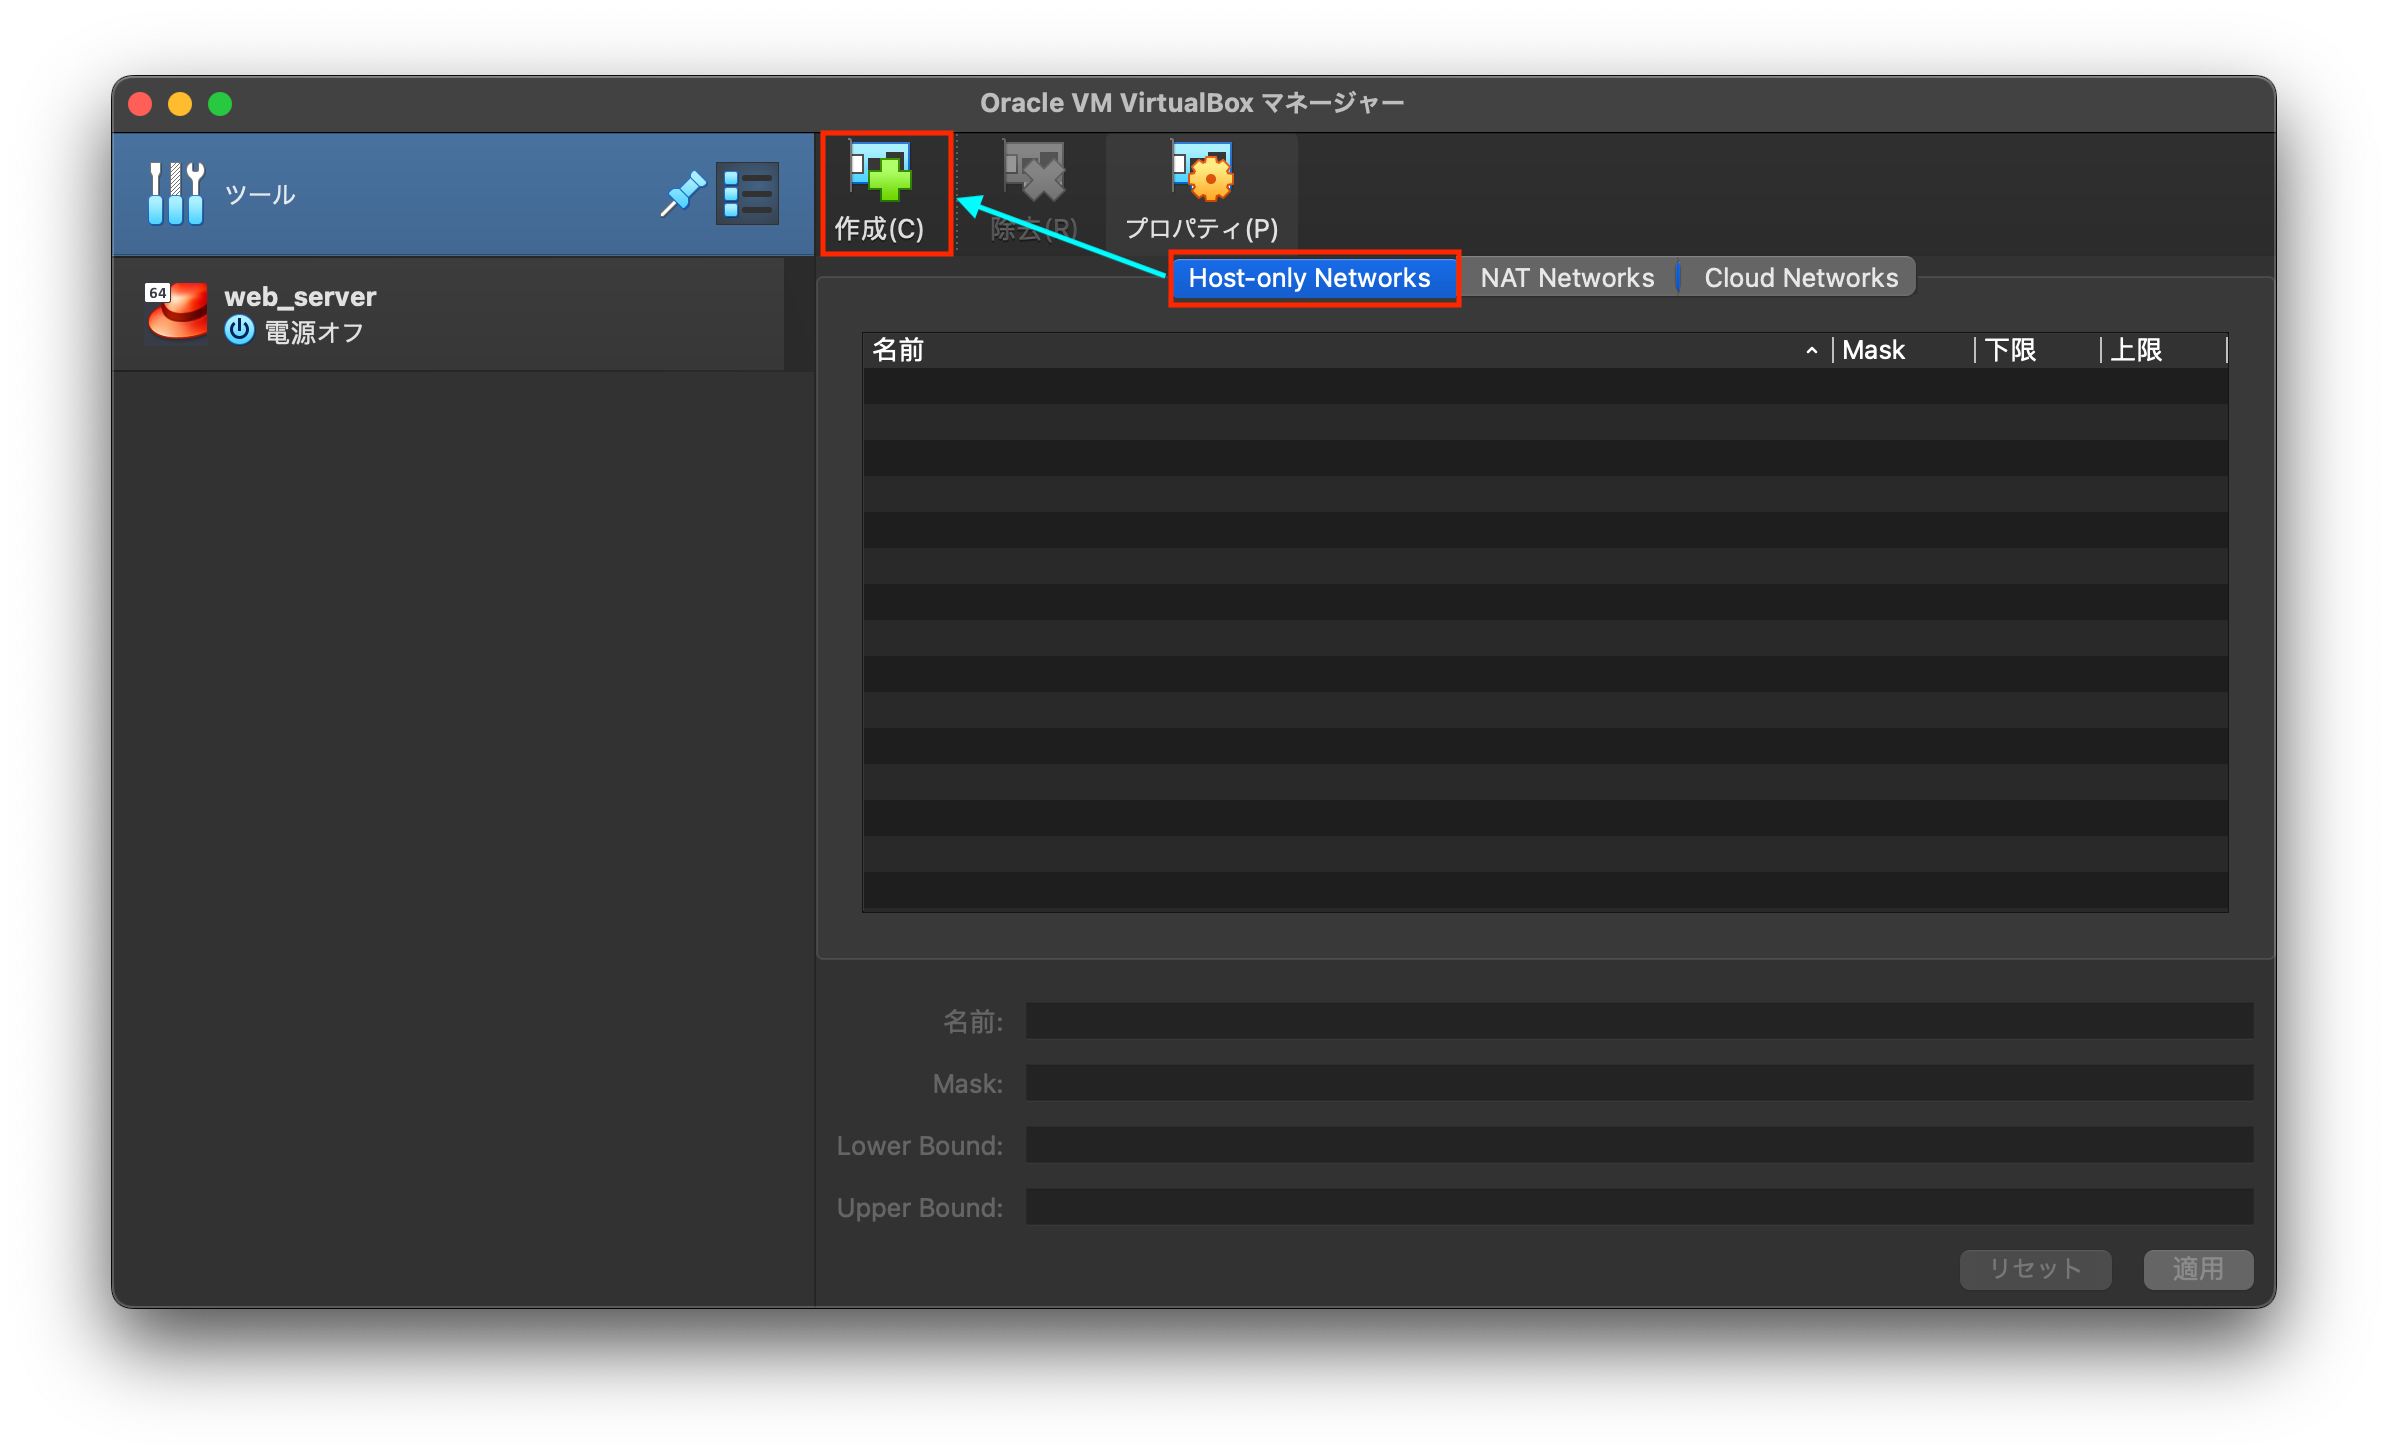 Oracle VM VirtualBox マネージャー
ツール
作成(C)
除去(R)
プロパティ(P)
64
web_server
電源オフ
Host-only Networks
NAT Networks
Cloud Networks
名前
Mask
下限
上限
名前:
Mask:
Lower Bound:
Upper Bound:
リセット
適用